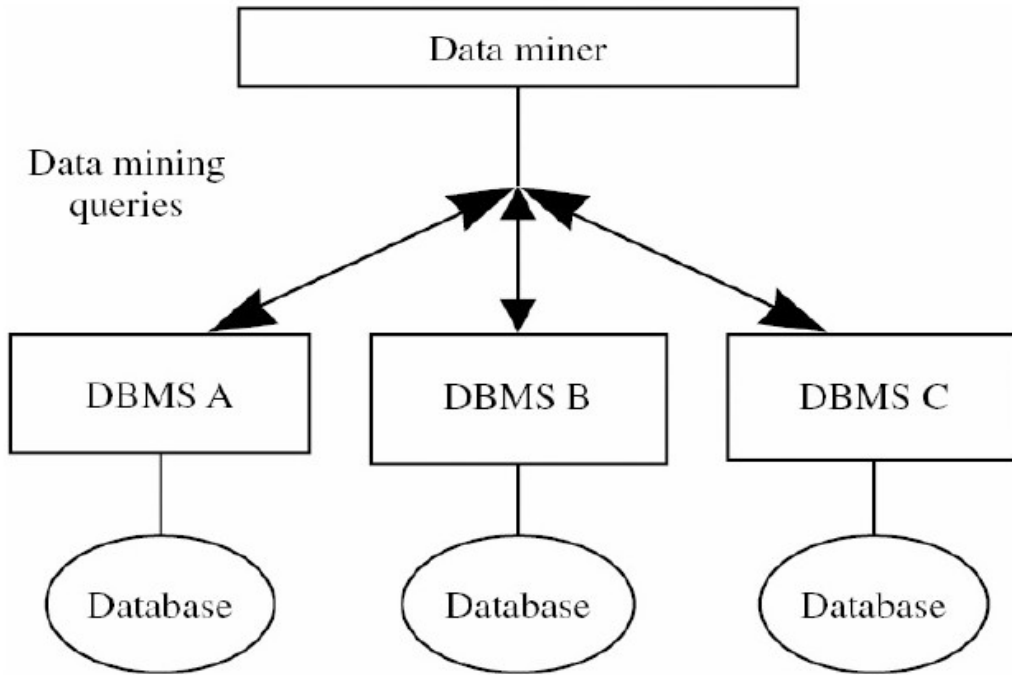 Data miner
Data mining
queries
DBMS A
DBMS B
DBMS C
Database
Database
Database